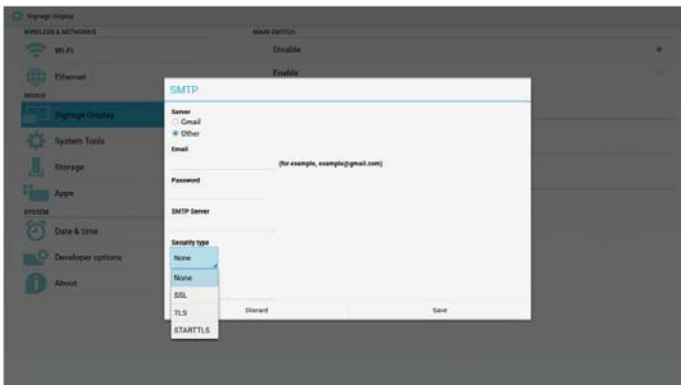 Signage Display
WIRELESS & NETWORKS
Wi-Fi
Ethernet
DEVICE
Signage Display
System Tools
Storage
Apps
SYSTEM
Date & time
Developer options
About
MAIN SWITCH
Disable
Enable
SMTP
Server
Gmail
Other
Email
(for example, example@gmail.com)
Password
SMTP Server
Security type
None
None
SSL
TLS
STARTTLS
Discard
Save